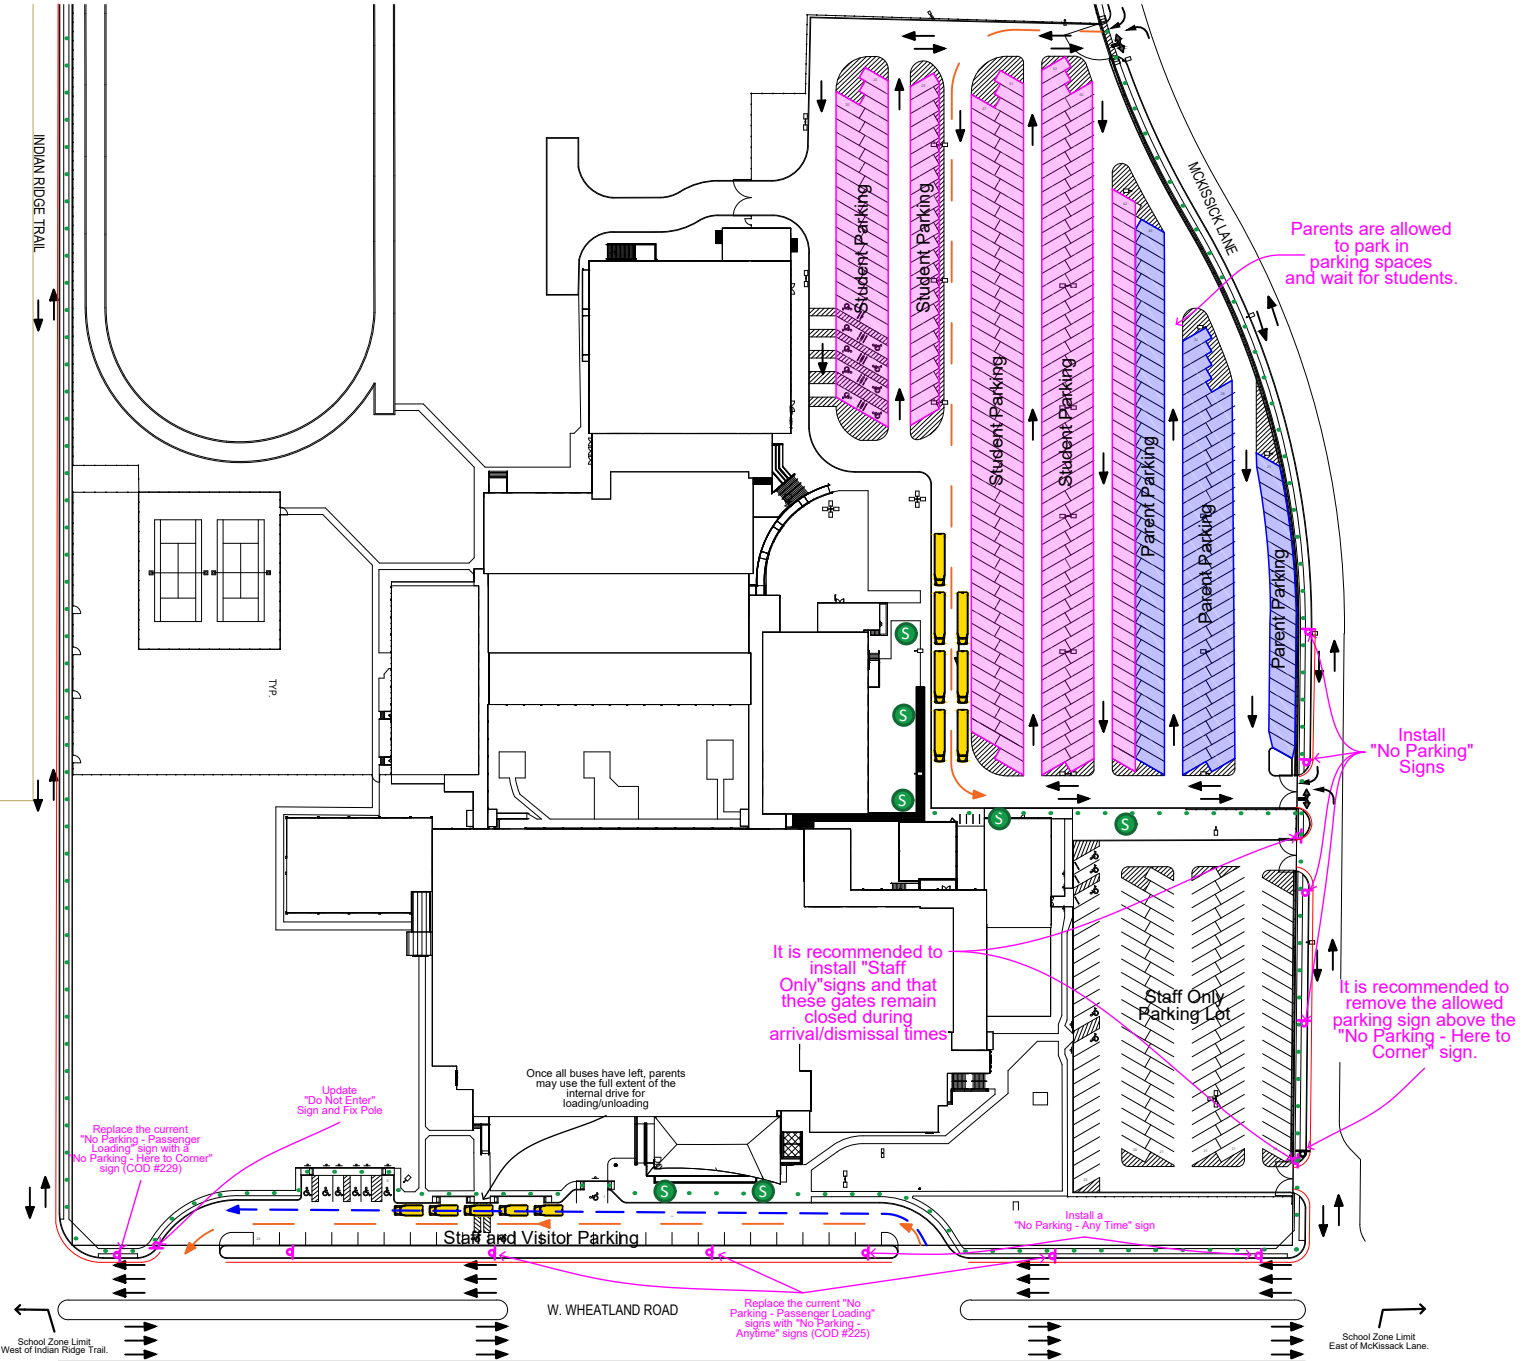 INDIAN RIDGE TRAIL
MCKISSICK LANE
Student Parking
Student Parking
Student Parking
Student Parking
Parent Parking
Parent Parking
Parent Parking
Parents are allowed
to park in
parking spaces
and wait for students.
TYP.
S
S
S
S
S
Install
"No Parking"
Signs
It is recommended to
install "Staff
Only"signs and that
these gates remain
closed during
arrival/dismissal times
Staff Only
Parking Lot
It is recommended to
remove the allowed
parking sign above the
"No Parking - Here to
Corner" sign.
Once all buses have left, parents
may use the full extent of the
internal drive for
loading/unloading
Update
"Do Not Enter"
Sign and Fix Pole
Replace the current
"No Parking - Passenger
Loading" sign with a
"No Parking - Here to Corner"
sign (COD #229)
S
S
Staff and Visitor Parking
Install a
"No Parking - Any Time" sign
Replace the current "No
Parking - Passenger Loading"
signs with "No Parking -
Anytime" signs (COD #225)
W. WHEATLAND ROAD
School Zone Limit
West of Indian Ridge Trail.
School Zone Limit
East of McKissack Lane.